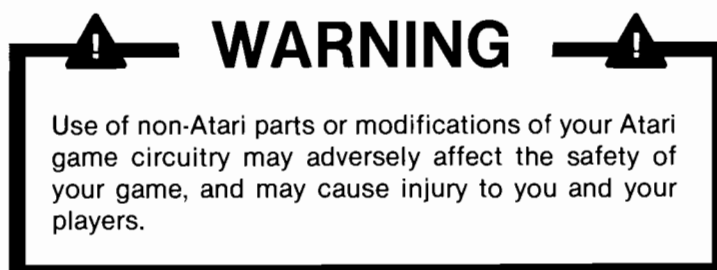 WARNING
Use of non-Atari parts or modifications of your Atari
game circuitry may adversely affect the safety of
your game, and may cause injury to you and your
players.